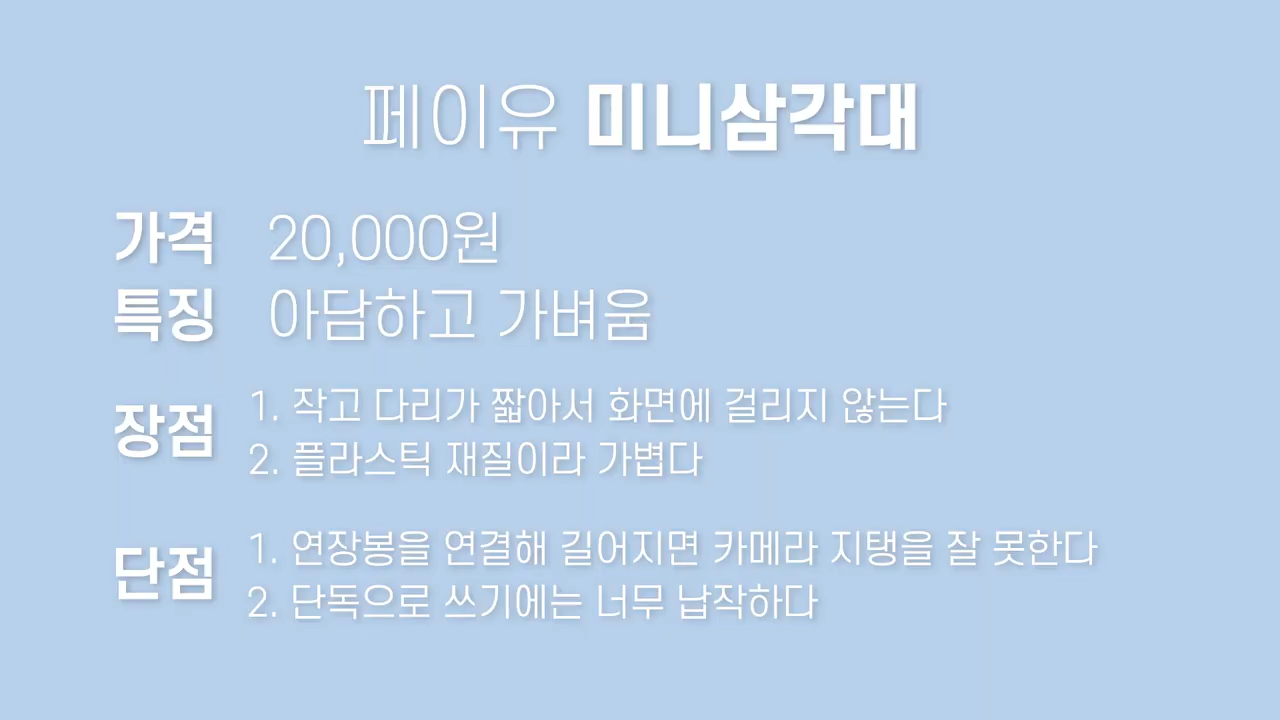 페이유 미니삼각대
가격 20,000원
특징 아담하고 가벼움
장점 1. 작고 다리가 짧아서 화면에 걸리지 않는다
2. 플라스틱 재질이라 가볍다
단점 1. 연장봉을 연결해 길어지면 카메라 지탱을 잘 못한다
2. 단독으로 쓰기에는 너무 납작하다